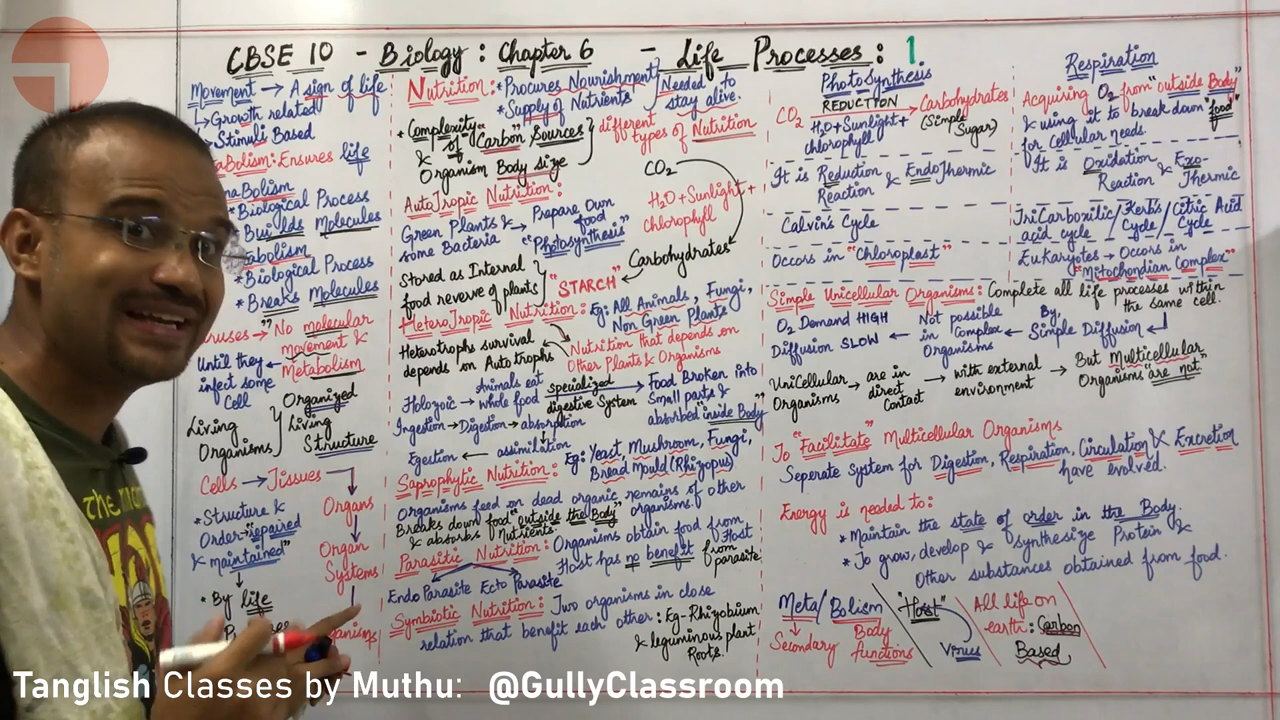 CBSE 10 - Biology : Chapter 6 - Life Processes : 1
Movement → A sign of life
↳ Growth related
Stimuli Based
aBolism: Ensures life
naBolism
*Biological Process
Builds Molecules
aBolism
*Biological Process
*Breaks Molecules
ruses → No molecular
movement &
Metabolism
Until they
infect some
Cell
Living
Organisms
Organized
Living
Structure
Cells → Tissues
Organs
Organ
Systems
ganisms
*Structure &
Order "repaired
& maintained"
*By life
Nutrition: *Procures Nourishment
*Supply of Nutrients
Needed to
stay alive.
*Complexity
of "Carbon" Sources
& Organism Body size
different
types of Nutrition
AutoTropic Nutrition:
Green Plants &
some Bacteria → Prepare Own
food
"Photosynthesis"
CO2
H2O + Sunlight +
Chlorophyll
Carbohydrates
Stored as Internal
food reverve of plants
"STARCH"
HeteroTropic Nutrition: Eg: All Animals, Fungi,
Non Green Plants
Heterotrophs survival
depends on Autotrophs
Nutrition that depends on
Other Plants & Organisms
Holozoic → Animals eat
whole food
specialized
digestive System
Food Broken into
Small parts &
absorbed "inside Body"
Ingestion → Digestion → absorption
Egestion ← assimilation
Saprophytic Nutrition: Eg: Yeast, Mushroom, Fungi,
Bread Mould (Rhizopus)
Organisms feed on dead organic remains of other
organisms.
Breaks down food "outside the Body"
& absorbs Nutrients.
Parasitic Nutrition: Organisms obtain food from
Host
Host has no benefit from
parasite
Endo Parasite Ecto Parasite
Symbiotic Nutrition: Two organisms in close
relation that benefit each other : Eg - Rhizobium
& leguminous plant
Roots.
PhotoSynthesis
CO2 REDUCTION → Carbohydrates
(Simple
Sugar)
H2O + Sunlight +
chlorophyll
It is Reduction & EndoThermic
Reaction
Calvin's Cycle
Occurs in "Chloroplast"
Respiration
Acquiring O2 from "outside Body"
& using it to break down "food"
for Cellular needs.
It is Oxidation & Exo-
Reaction Thermic
TriCarboxilic / Kerb's / Citric Acid
acid cycle / Cycle / Cycle
Eukaryotes → Occurs in
"Mitochondian Complex"
Simple Unicellular Organisms: Complete all life processes within
the same cell.
O2 Demand HIGH
Diffusion SLOW ← Not possible
in Complex
Organisms ← By:
Simple Diffusion
UniCellular
Organisms → are in
direct
Contact → with external
environment → But Multicellular
Organisms "are not"
To "Facilitate" Multicellular Organisms
Seperate System for Digestion, Respiration, Circulation & Excretion
have evolved.
Energy is needed to:
*Maintain the state of order in the Body.
*To grow, develop & synthesize Protein &
Other substances obtained from food.
Meta/Bolism
Secondary Body
functions
"Host"
Virus
All life on
earth: Carbon
Based
Tanglish Classes by Muthu: @GullyClassroom